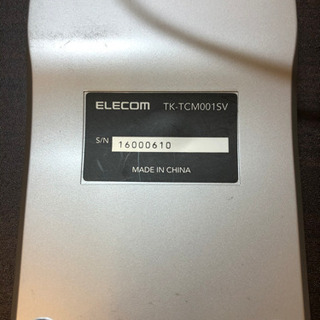 ELECOM TK-TCM001SV
S/N 16000610
MADE IN CHINA